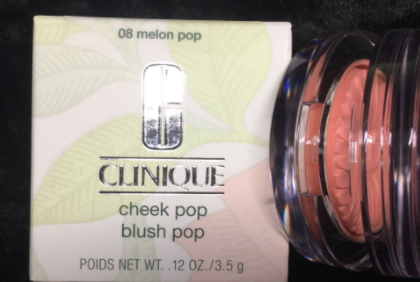 08 melon pop
CLINIQUE
cheek pop
blush pop
POIDS NET WT. .12 OZ./3.5 g